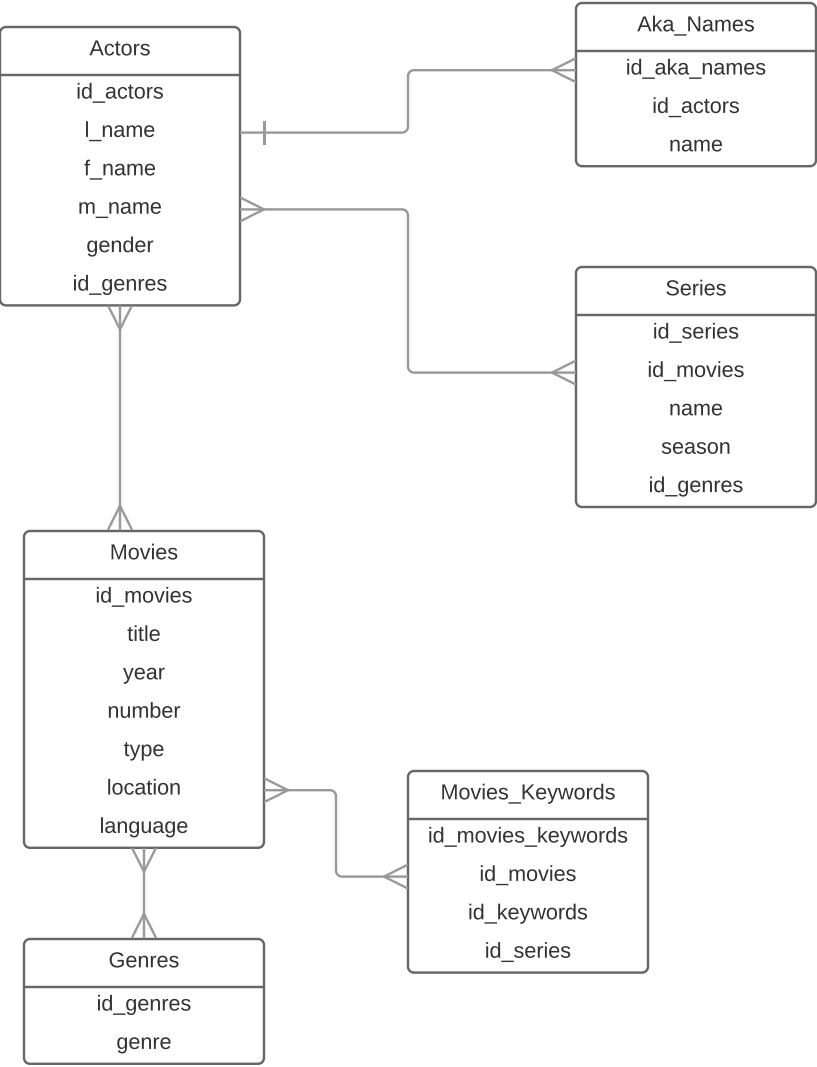 Actors
id_actors
l_name
f_name
m_name
gender
id_genres
Aka_Names
id_aka_names
id_actors
name
Series
id_series
id_movies
name
season
id_genres
Movies
id_movies
title
year
number
type
location
language
Movies_Keywords
id_movies_keywords
id_movies
id_keywords
id_series
Genres
id_genres
genre